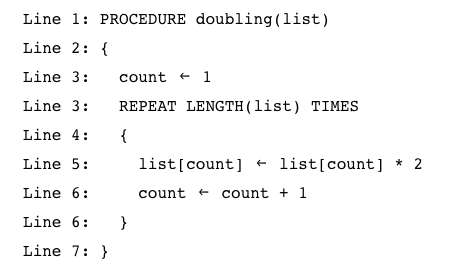 Line 1: PROCEDURE doubling(list)
Line 2: {
Line 3:   count ← 1
Line 3:   REPEAT LENGTH(list) TIMES
Line 4:   {
Line 5:     list[count] ← list[count] * 2
Line 6:     count ← count + 1
Line 6:   }
Line 7: }